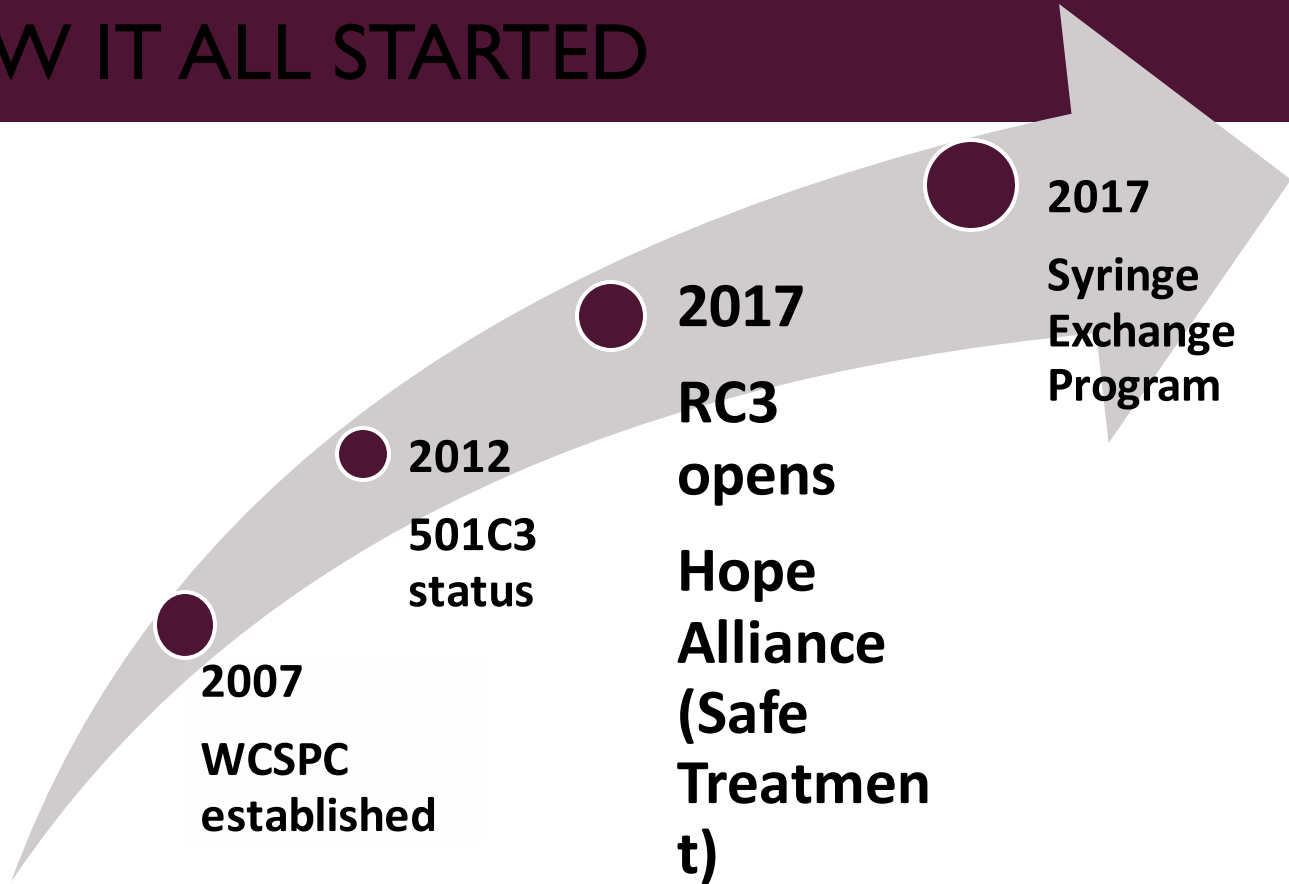 W IT ALL STARTED
2007
WCSPC
established
2012
501C3
status
2017
RC3
opens
Hope
Alliance
(Safe
Treatmen
t)
2017
Syringe
Exchange
Program